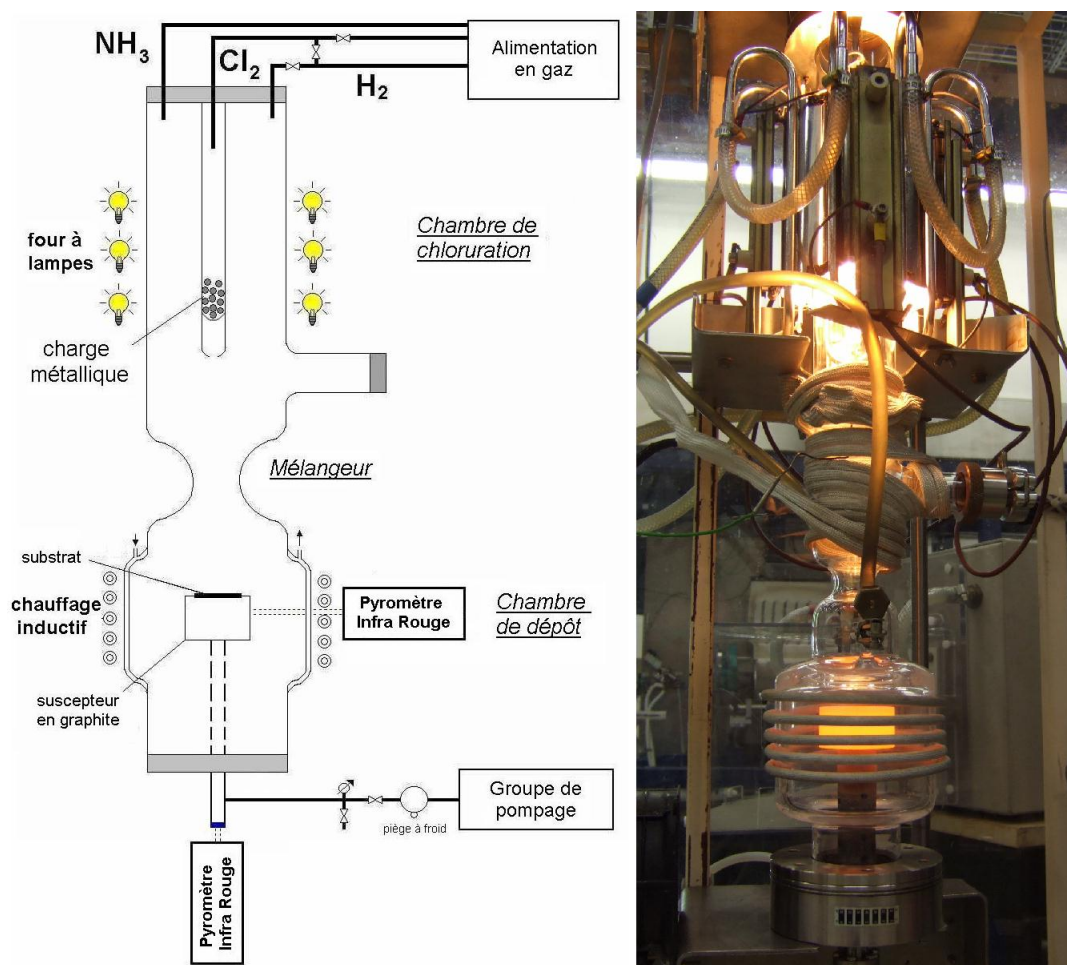 NH3
Cl2
H2
Alimentation
en gaz
four à
lampes
Chambre de
chloruration
charge
métallique
Mélangeur
substrat
chauffage
inductif
Pyromètre
Infra Rouge
Chambre
de dépôt
suscepteur
en graphite
Groupe de
pompage
piège à froid
Pyromètre
Infra Rouge